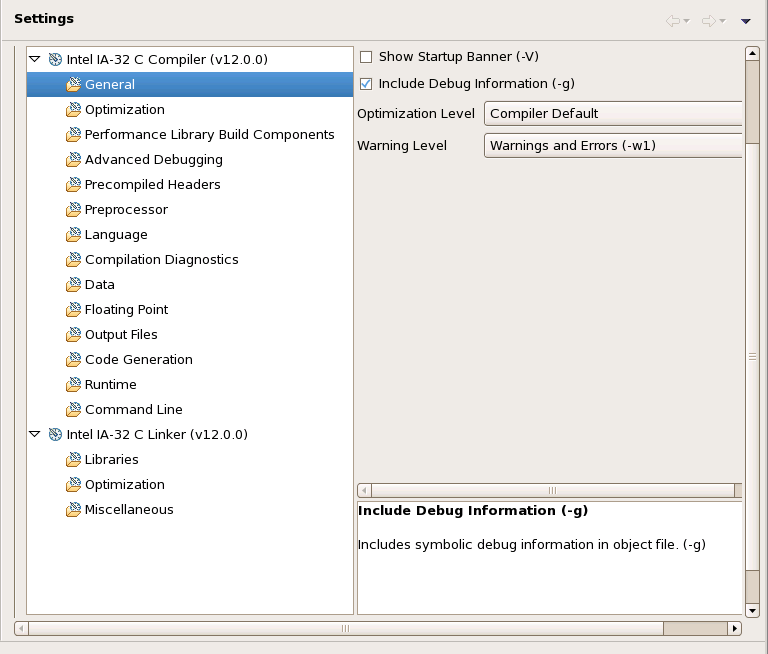 Settings
Intel IA-32 C Compiler (v12.0.0)
General
Optimization
Performance Library Build Components
Advanced Debugging
Precompiled Headers
Preprocessor
Language
Compilation Diagnostics
Data
Floating Point
Output Files
Code Generation
Runtime
Command Line
Intel IA-32 C Linker (v12.0.0)
Libraries
Optimization
Miscellaneous
Show Startup Banner (-V)
Include Debug Information (-g)
Optimization Level Compiler Default
Warning Level Warnings and Errors (-w1)
Include Debug Information (-g)
Includes symbolic debug information in object file. (-g)